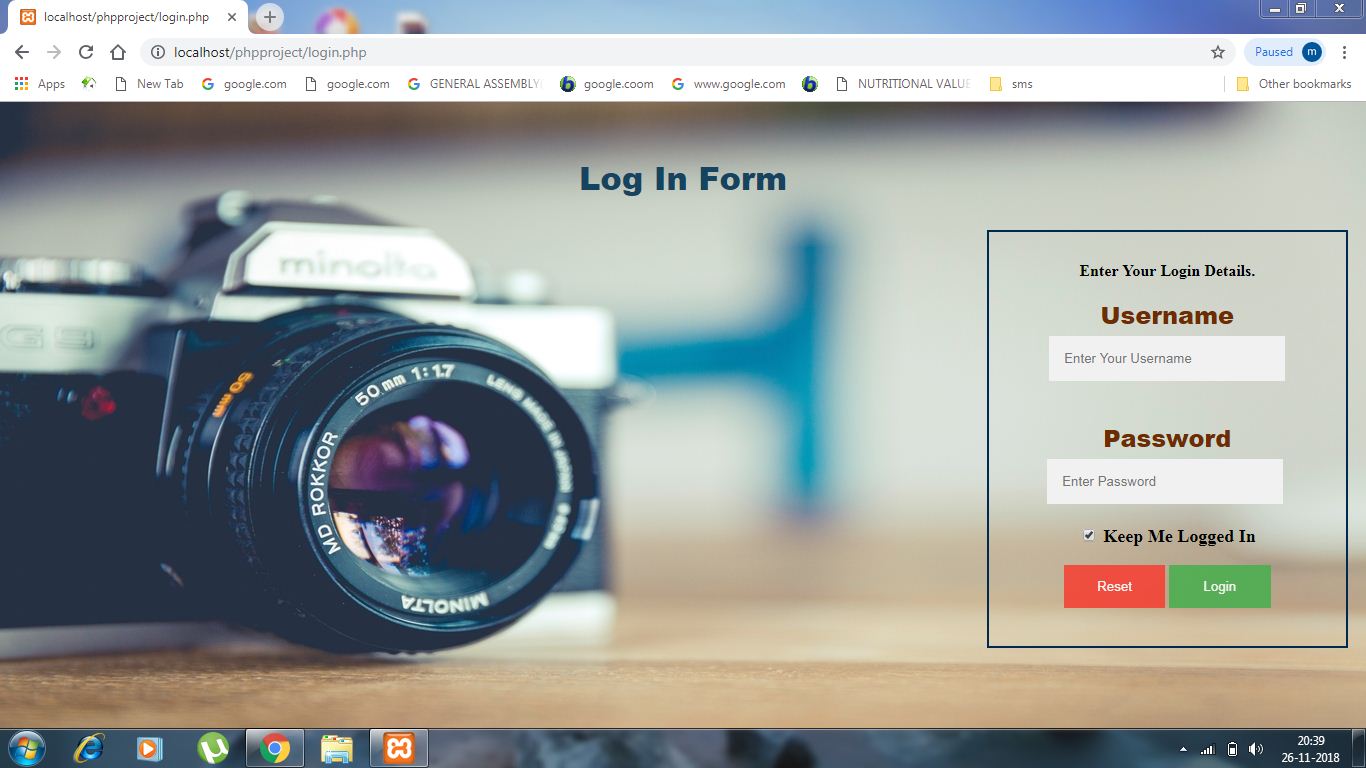 localhost/phpproject/login.php
localhost/phpproject/login.php
Paused
m
Apps
New Tab
google.com
google.com
GENERAL ASSEMBLY
google.coom
www.google.com
NUTRITIONAL VALUE
sms
Other bookmarks
Log In Form
minolta
50mm
50mm 1:1.7
LENS MADE IN JAPAN
MD ROKKOR
MINOLTA
Enter Your Login Details.
Username
Enter Your Username
Password
Enter Password
Keep Me Logged In
Reset
Login
20:39
26-11-2018